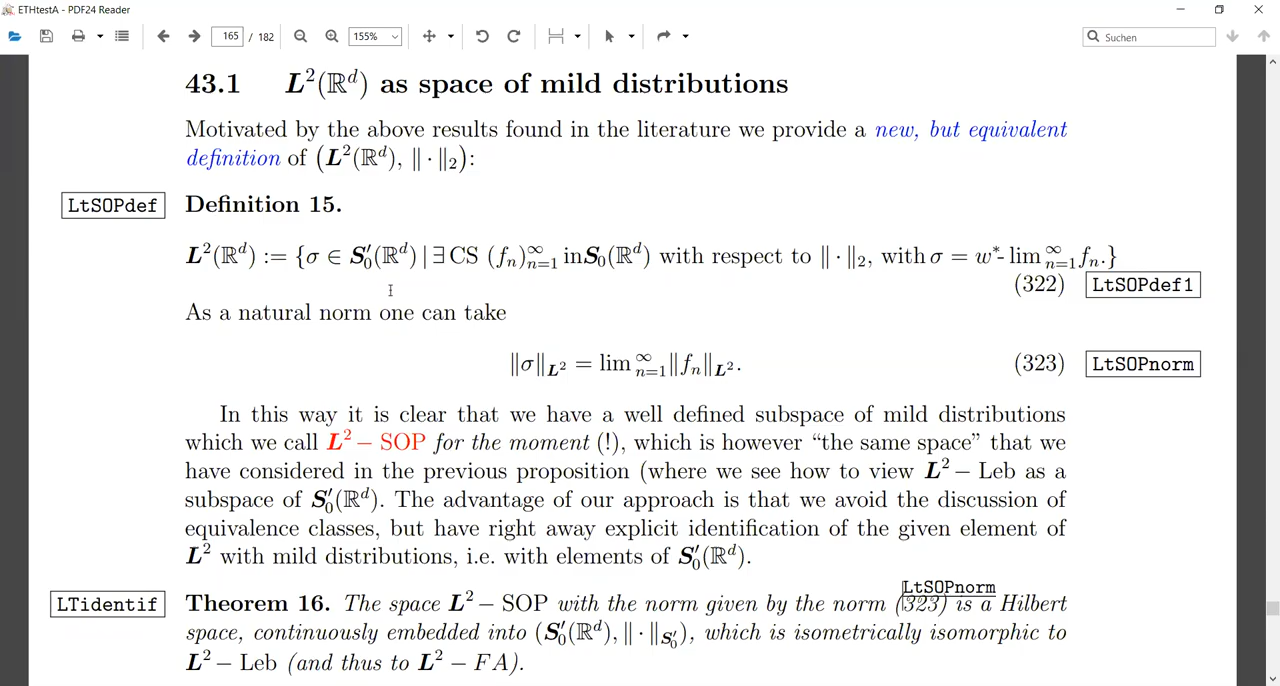 ETHtestA - PDF24 Reader
165 / 182
155%
Suchen
43.1 L²(ℝᵈ) as space of mild distributions
Motivated by the above results found in the literature we provide a new, but equivalent
definition of (L²(ℝᵈ), ‖·‖₂):
LtSOPdef Definition 15.
L²(ℝᵈ) := {σ ∈ S₀′(ℝᵈ) | ∃ CS (fₙ)ₙ₌₁^∞ inS₀(ℝᵈ) with respect to ‖·‖₂, with σ = w*- limₙ₌₁^∞ fₙ.}
(322) LtSOPdef1
As a natural norm one can take
‖σ‖_L² = limₙ₌₁^∞ ‖fₙ‖_L². (323) LtSOPnorm
In this way it is clear that we have a well defined subspace of mild distributions
which we call L² − SOP for the moment (!), which is however “the same space” that we
have considered in the previous proposition (where we see how to view L² − Leb as a
subspace of S₀′(ℝᵈ). The advantage of our approach is that we avoid the discussion of
equivalence classes, but have right away explicit identification of the given element of
L² with mild distributions, i.e. with elements of S₀′(ℝᵈ).
LtSOPnorm
LTidentif Theorem 16. The space L² − SOP with the norm given by the norm (323) is a Hilbert
space, continuously embedded into (S₀′(ℝᵈ), ‖·‖_S₀′), which is isometrically isomorphic to
L² − Leb (and thus to L² − FA).